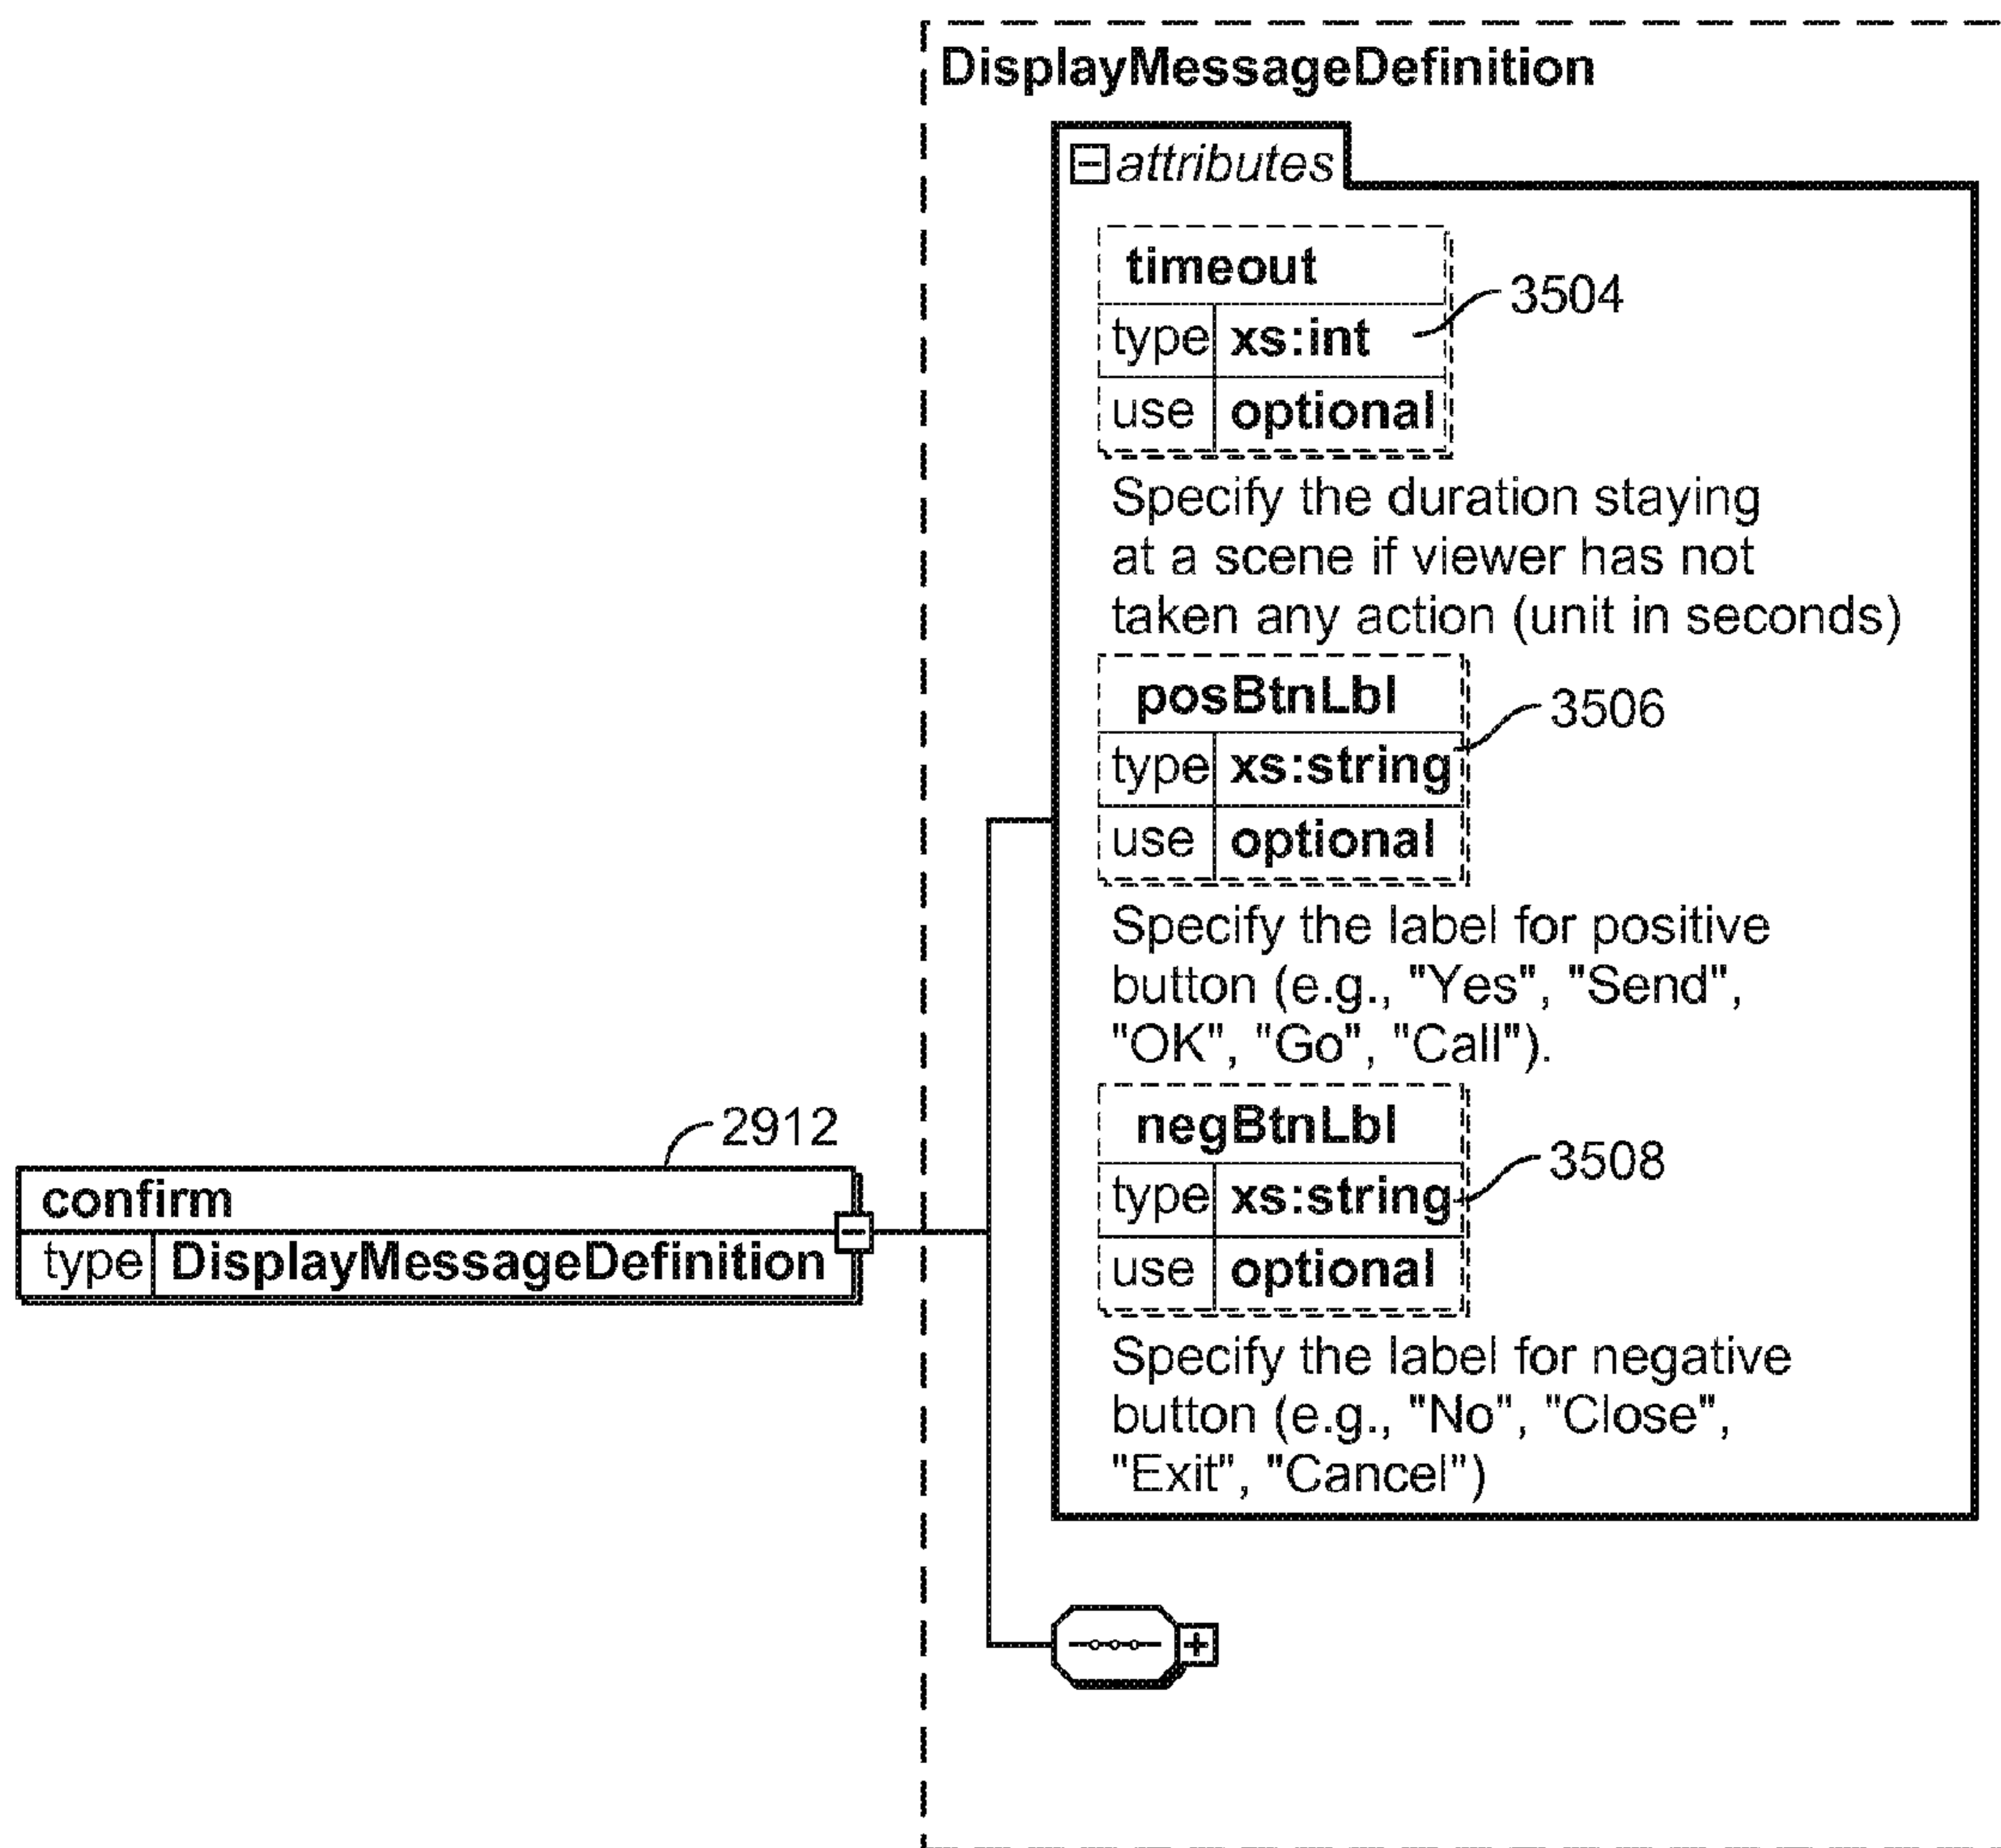 DisplayMessageDefinition
attributes
timeout
3504
type xs:int
use optional
Specify the duration staying
at a scene if viewer has not
taken any action (unit in seconds)
posBtnLbl
3506
type xs:string
use optional
Specify the label for positive
button (e.g., "Yes", "Send",
"OK", "Go", "Call").
negBtnLbl
3508
type xs:string
use optional
Specify the label for negative
button (e.g., "No", "Close",
"Exit", "Cancel")
2912
confirm
type DisplayMessageDefinition